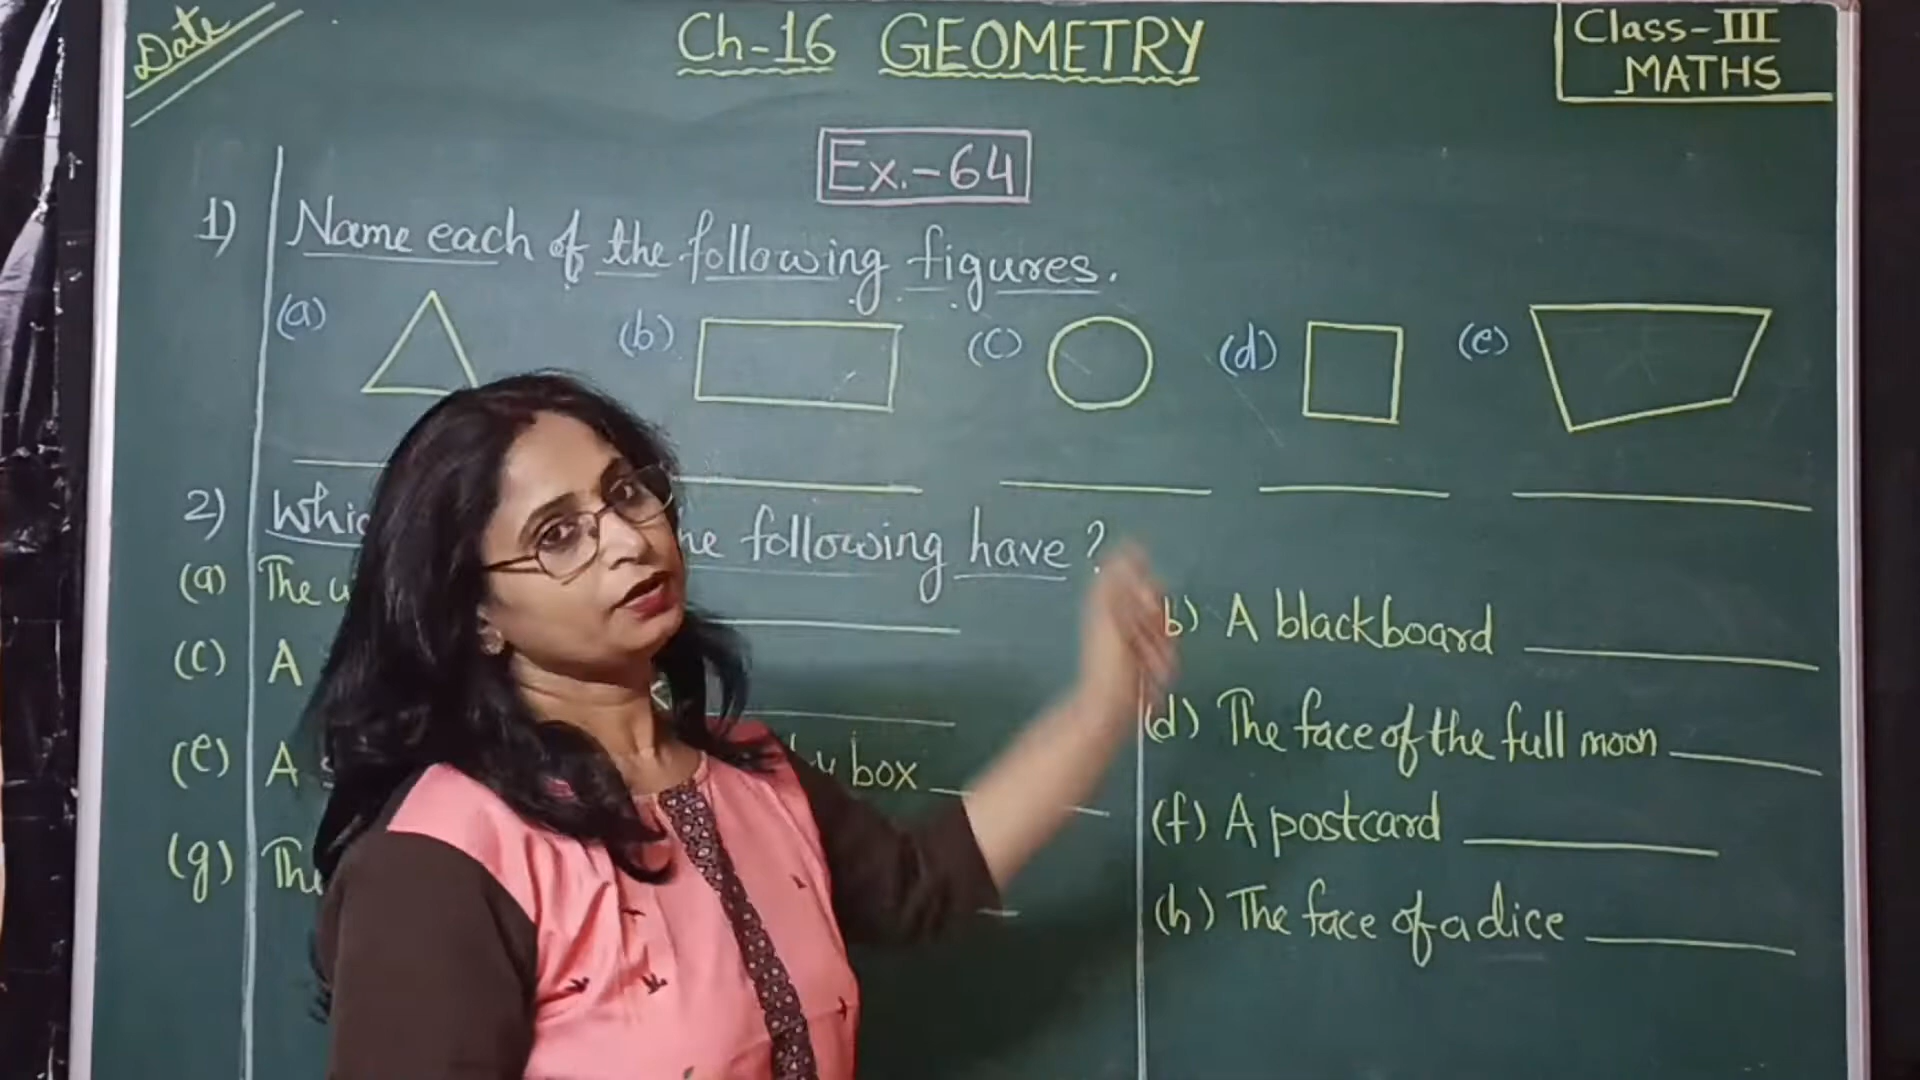 Date
Ch-16 GEOMETRY
Class-III
MATHS
Ex.-64
1) Name each of the following figures.
(a) (b) (c) (d) (e)
2) following have ?
(a) The
b) A blackboard
(c) A
(d) The face of the full moon
(e) A box
(f) A postcard
(g)
(h) The face of a dice